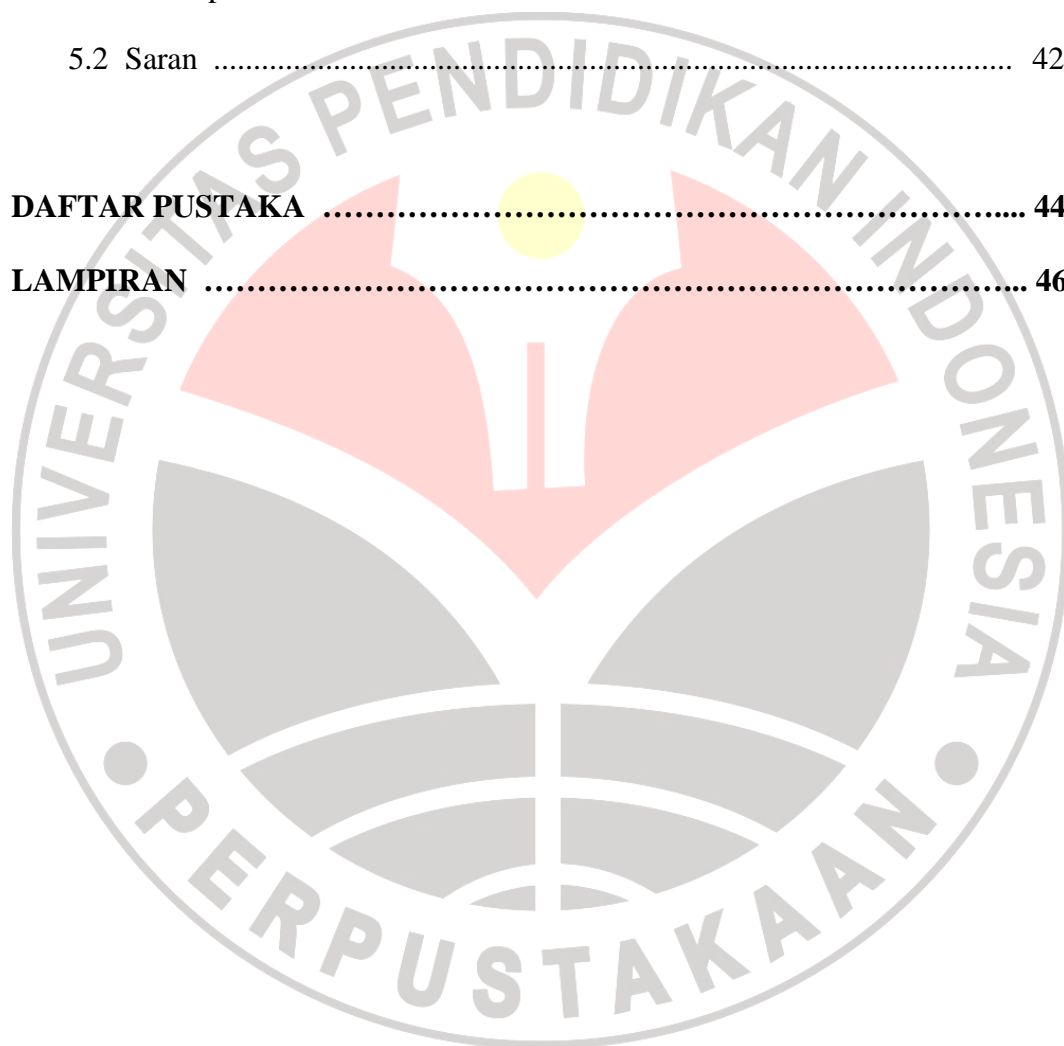 5.2 Saran ........................................................................................................ 42
DAFTAR PUSTAKA ………………………………………………………….... 44
LAMPIRAN …………………………………………………………………... 46
UNIVERSITAS PENDIDIKAN INDONESIA
PERPUSTAKAAN